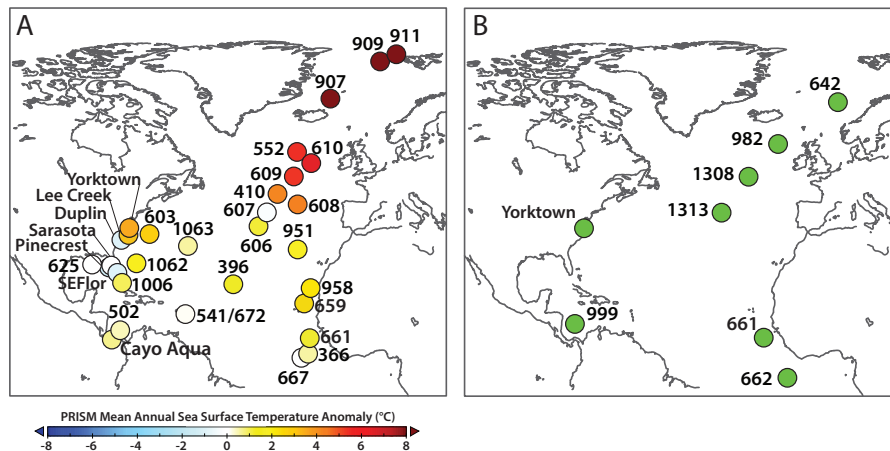 A
911
909
907
552
610
609
410
Yorktown
Lee Creek
Duplin
603
1063
607
608
Sarasota
606
951
Pinecrest
625
1062
396
SEFlor
1006
958
659
541/672
502
661
Cayo Aqua
366
667
PRISM Mean Annual Sea Surface Temperature Anomaly (°C)
-8 -6 -4 -2 0 2 4 6 8
B
642
982
1308
1313
Yorktown
999
661
662